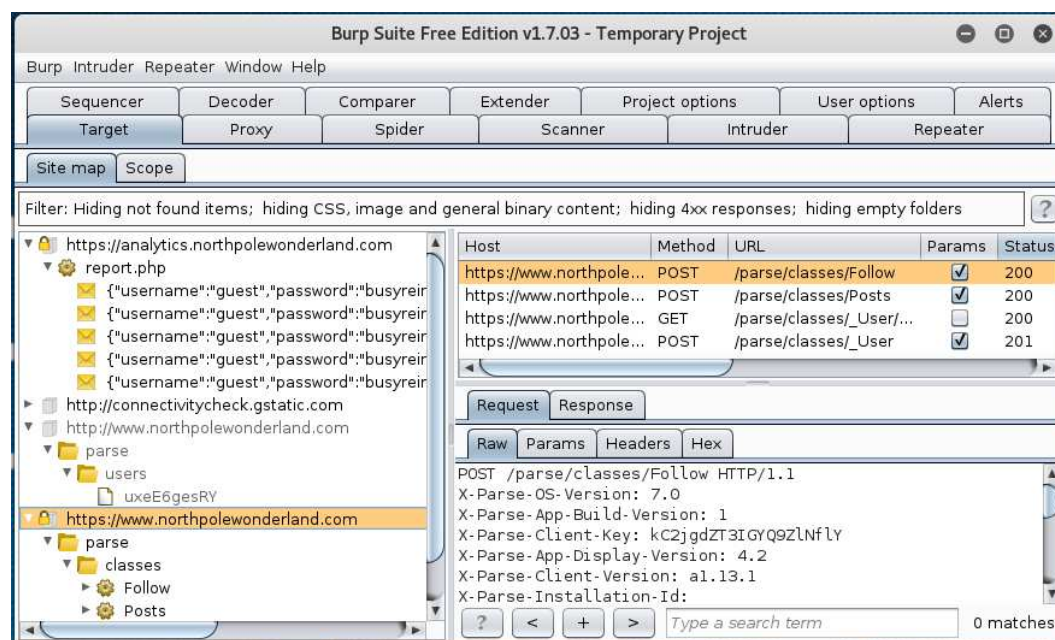 Burp Suite Free Edition v1.7.03 - Temporary Project
Burp Intruder Repeater Window Help
Sequencer Decoder Comparer Extender Project options User options Alerts
Target Proxy Spider Scanner Intruder Repeater
Site map Scope
Filter: Hiding not found items; hiding CSS, image and general binary content; hiding 4xx responses; hiding empty folders ?
https://analytics.northpolewonderland.com
report.php
{"username":"guest","password":"busyreir
{"username":"guest","password":"busyreir
{"username":"guest","password":"busyreir
{"username":"guest","password":"busyreir
{"username":"guest","password":"busyreir
http://connectivitycheck.gstatic.com
http://www.northpolewonderland.com
parse
users
uxeE6gesRY
https://www.northpolewonderland.com
parse
classes
Follow
Posts
Host Method URL Params Status
https://www.northpole... POST /parse/classes/Follow 200
https://www.northpole... POST /parse/classes/Posts 200
https://www.northpole... GET /parse/classes/_User/... 200
https://www.northpole... POST /parse/classes/_User 201
Request Response
Raw Params Headers Hex
POST /parse/classes/Follow HTTP/1.1
X-Parse-OS-Version: 7.0
X-Parse-App-Build-Version: 1
X-Parse-Client-Key: kC2jgdZT3IGYQ9ZlNflY
X-Parse-App-Display-Version: 4.2
X-Parse-Client-Version: a1.13.1
X-Parse-Installation-Id:
? < + > Type a search term 0 matches